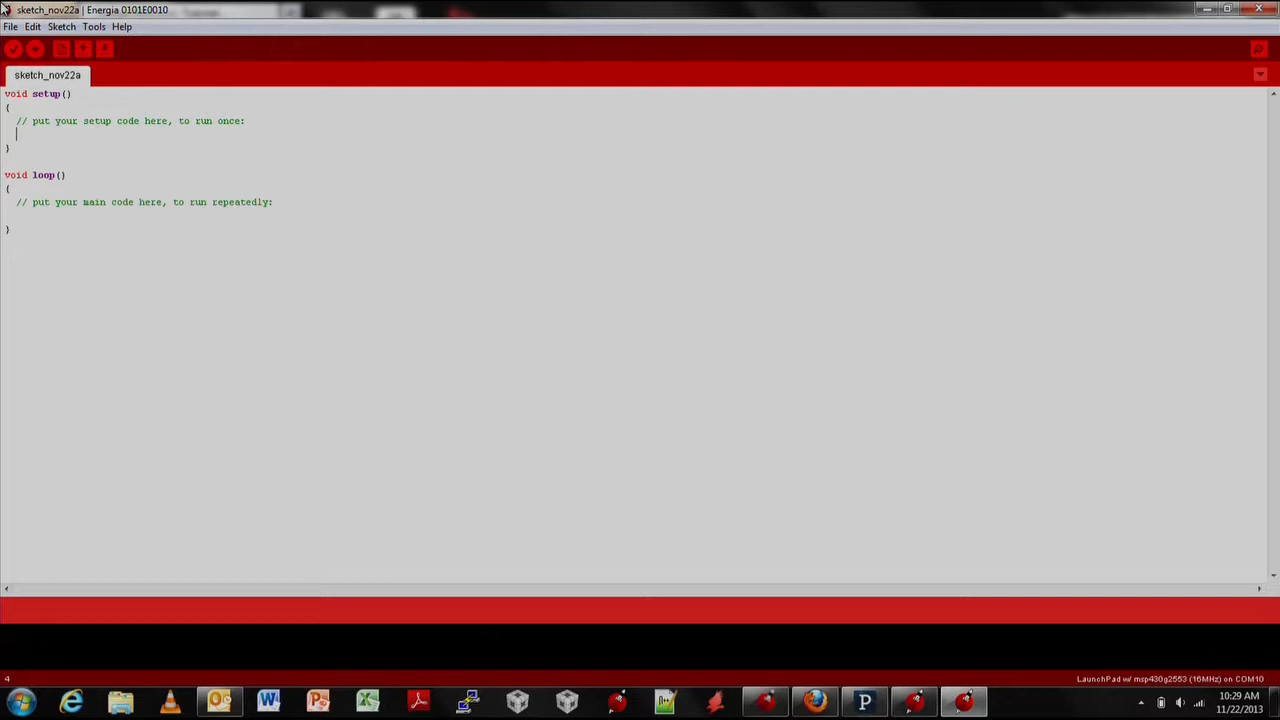 sketch_nov22a | Energia 0101E0010
File Edit Sketch Tools Help
sketch_nov22a
void setup()
{
// put your setup code here, to run once:
}
void loop()
{
// put your main code here, to run repeatedly:
}
4
LaunchPad w/ msp430g2553 (16MHz) on COM10
10:29 AM
11/22/2013